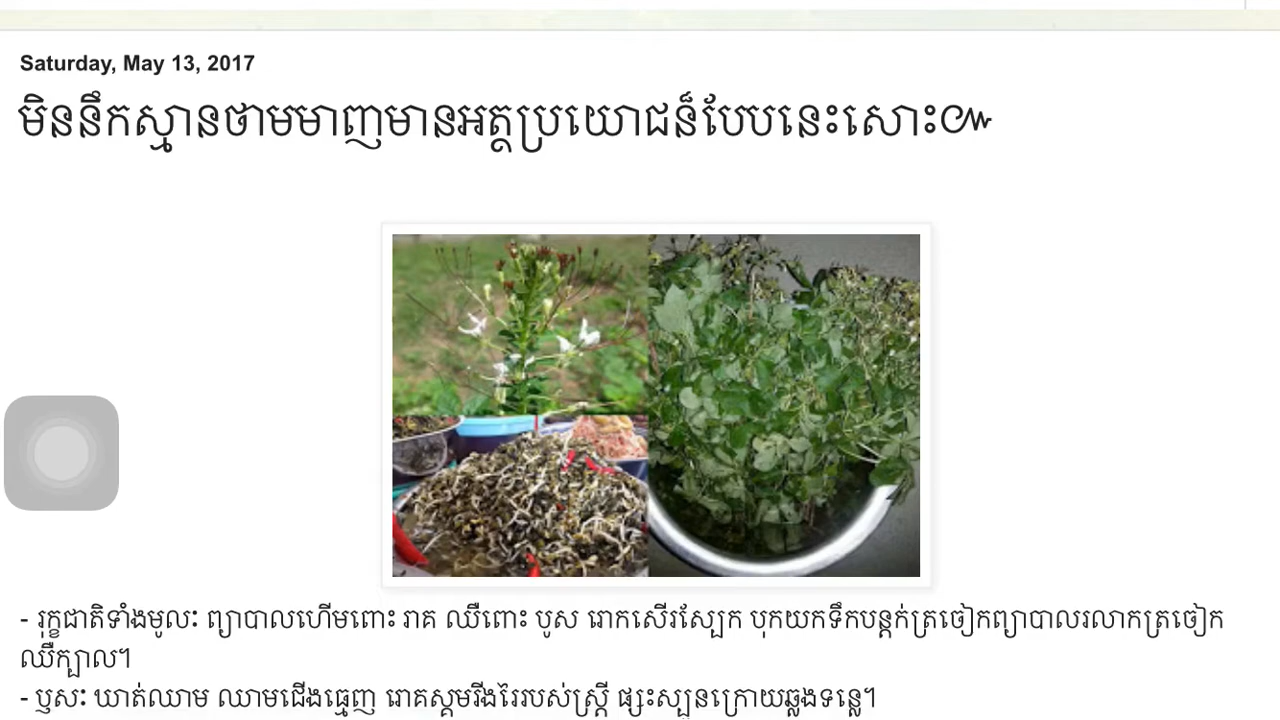 Saturday, May 13, 2017
មិននឹកស្មានថាមមាញមានអត្ថប្រយោជន៏បែបនេះសោះ៚
- រុក្ខជាតិទាំងមូលៈ ព្យាបាលហើមពោះ រាគ ឈឺពោះ បូស រោកសើរស្បែក បុកយកទឹកបន្តក់ត្រចៀកព្យាបាលរលាកត្រចៀក
ឈឺក្បាល។
- ឫសៈ ឃាត់ឈាម ឈាមជើងធ្មេញ រោគស្គមរីងរៃរបស់ស្ត្រី ផ្សះស្បូនក្រោយឆ្លងទន្លេ។